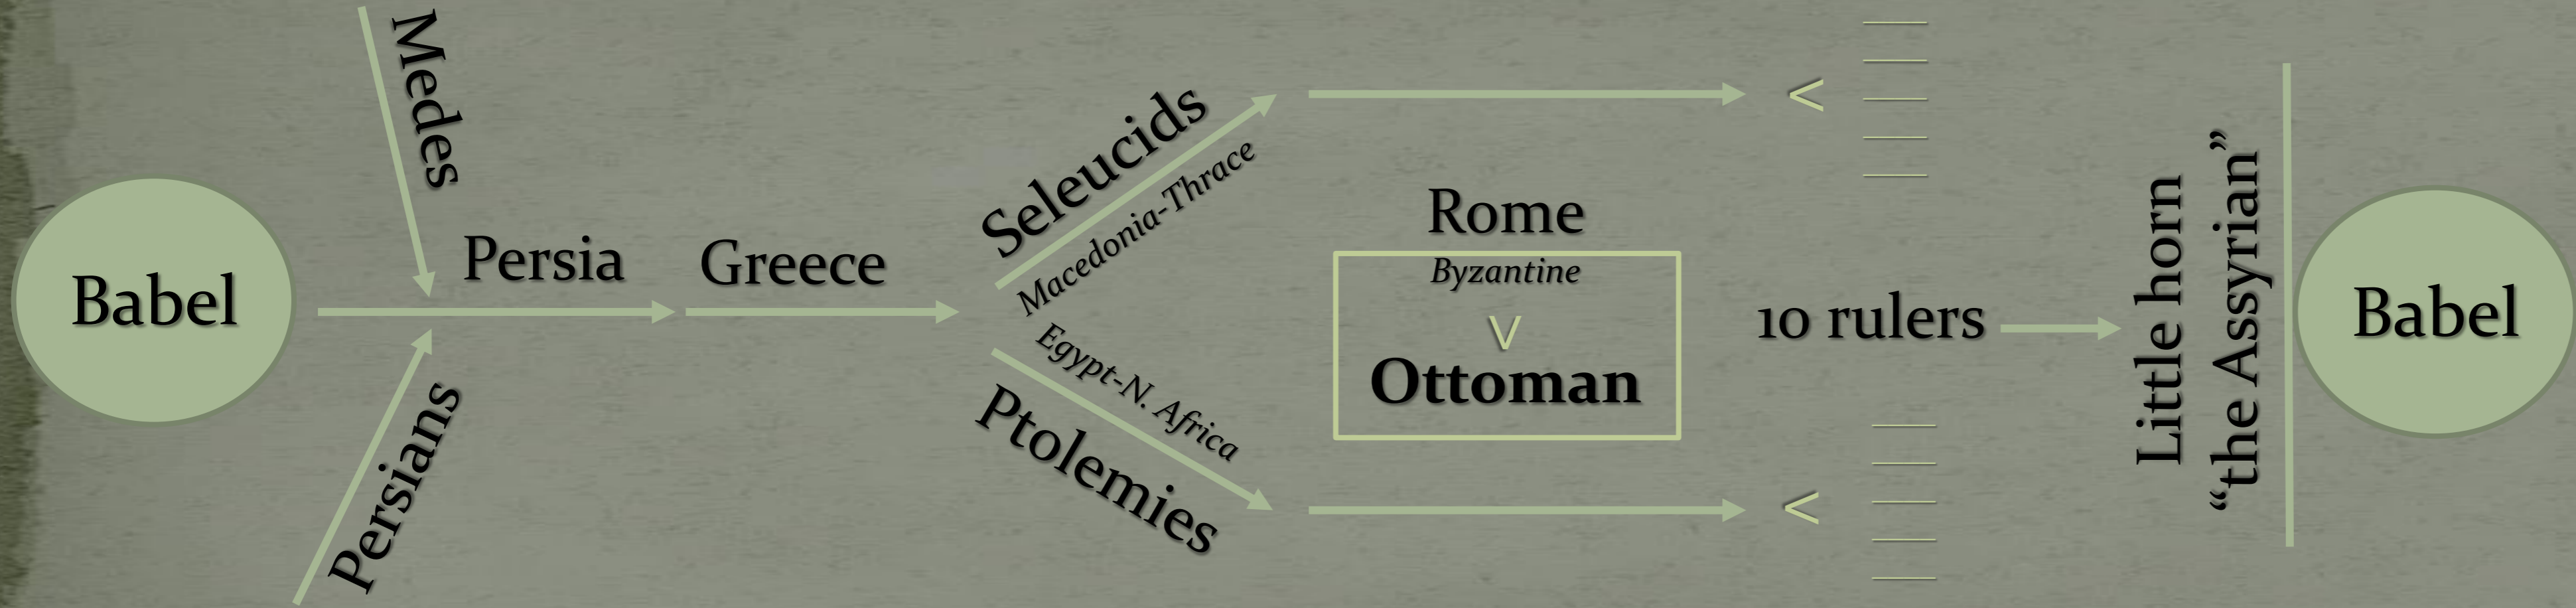 Babel
Medes
Persians
Persia
Greece
Seleucids
Macedonia-Thrace
Egypt-N. Africa
Ptolemies
Rome
Byzantine
V
Ottoman
<
<
10 rulers
Little horn
“the Assyrian”
Babel